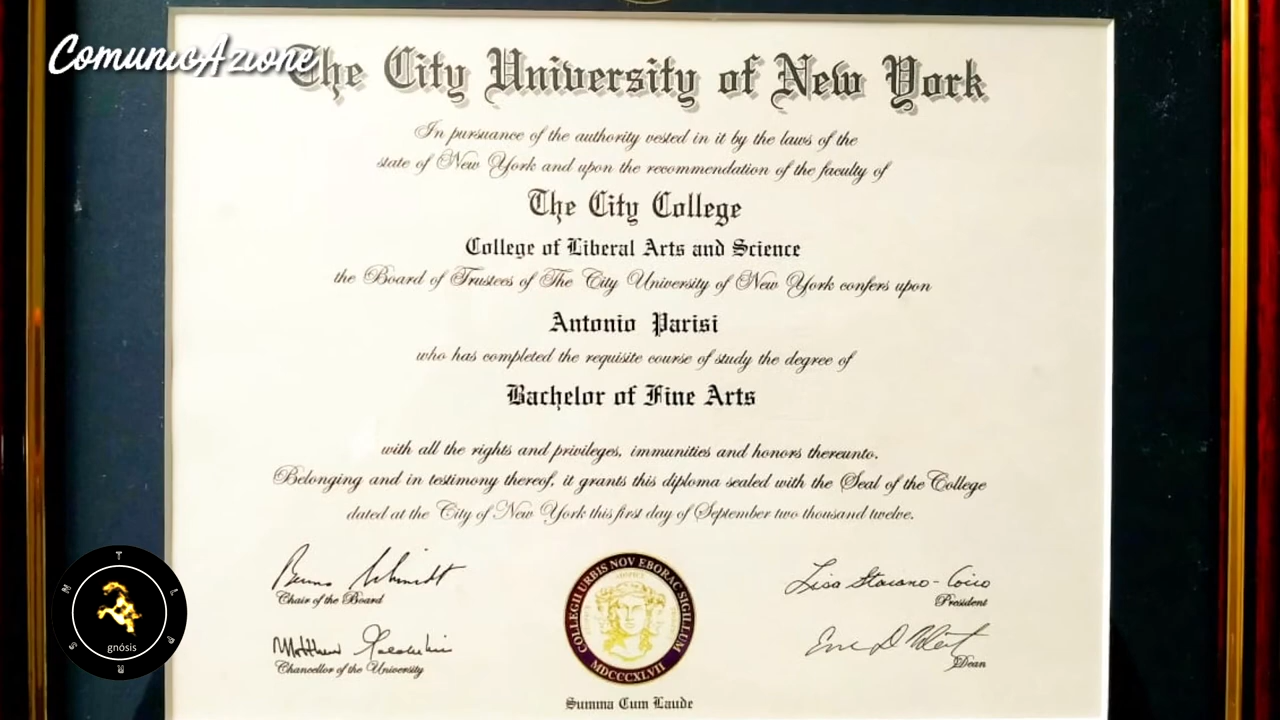 ComunicAzione
The City University of New York
In pursuance of the authority vested in it by the laws of the
state of New York and upon the recommendation of the faculty of
The City College
College of Liberal Arts and Science
the Board of Trustees of The City University of New York confers upon
Antonio Parisi
who has completed the requisite course of study the degree of
Bachelor of Fine Arts
with all the rights and privileges, immunities and honors thereunto.
Belonging and in testimony thereof, it grants this diploma sealed with the Seal of the College
dated at the City of New York this first day of September two thousand twelve.
Chair of the Board
Lisa Staiano-Coico
President
Chancellor of the University
Dean
COLLEGII URBIS NOV EBORAC SIGILLUM
MDCCCXLVII
Summa Cum Laude
gnósis